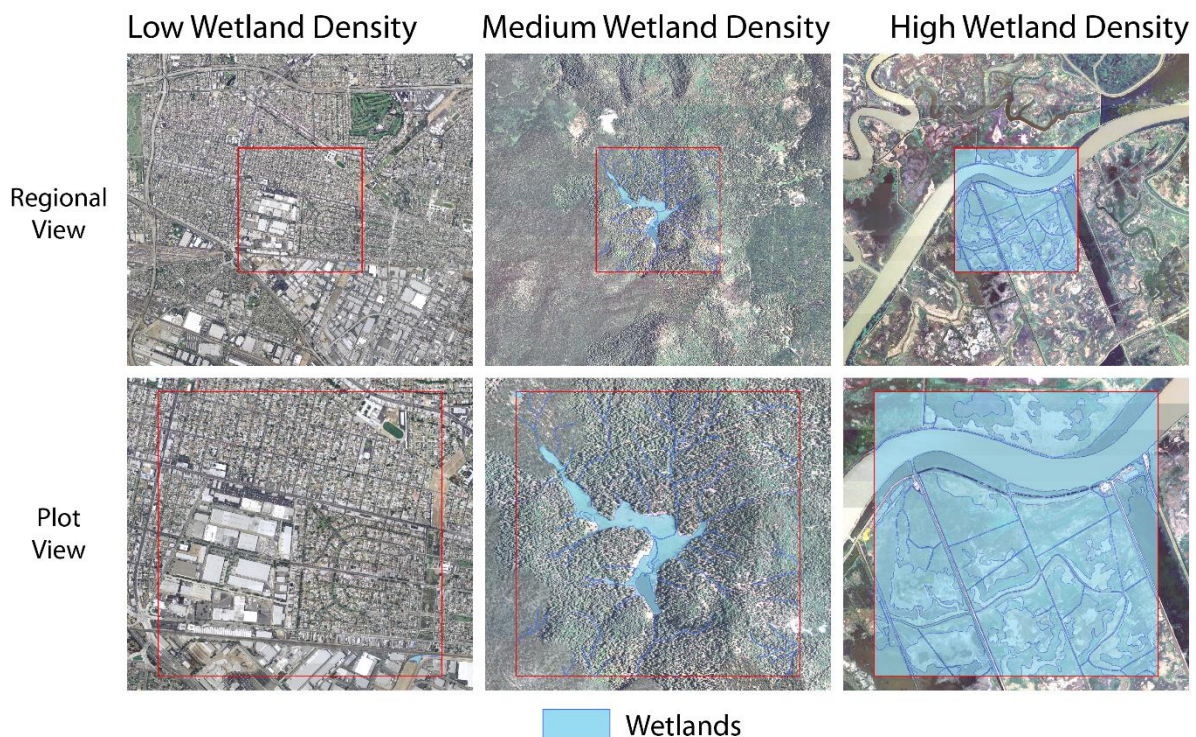 Low Wetland Density
Medium Wetland Density
High Wetland Density
Regional
View
Plot
View
Wetlands